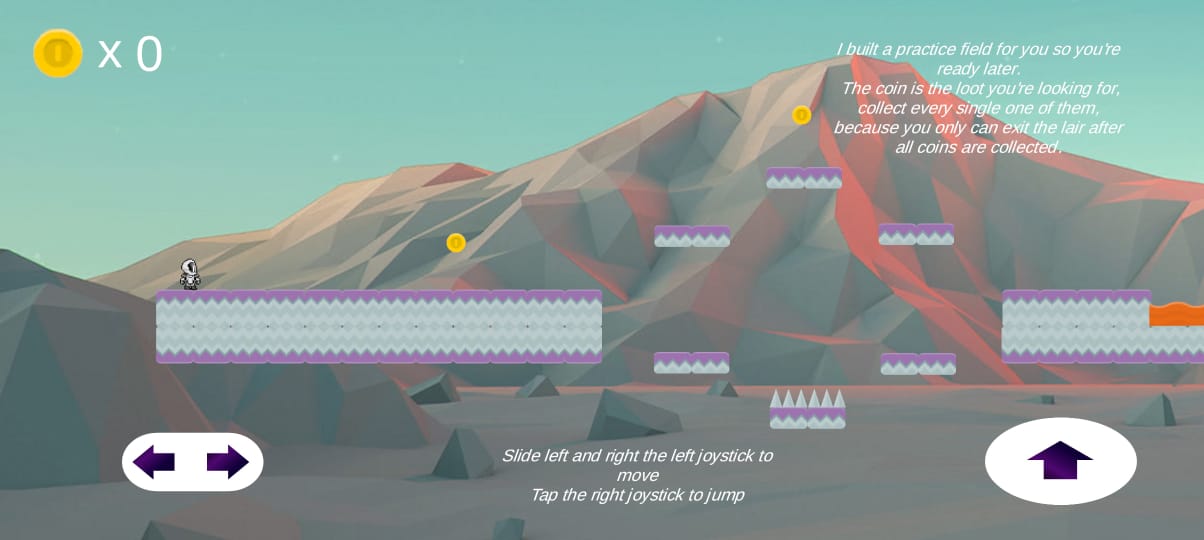 x 0
I built a practice field for you so you're
ready later.
The coin is the loot you're looking for,
collect every single one of them,
because you only can exit the lair after
all coins are collected.
Slide left and right the left joystick to
move
Tap the right joystick to jump